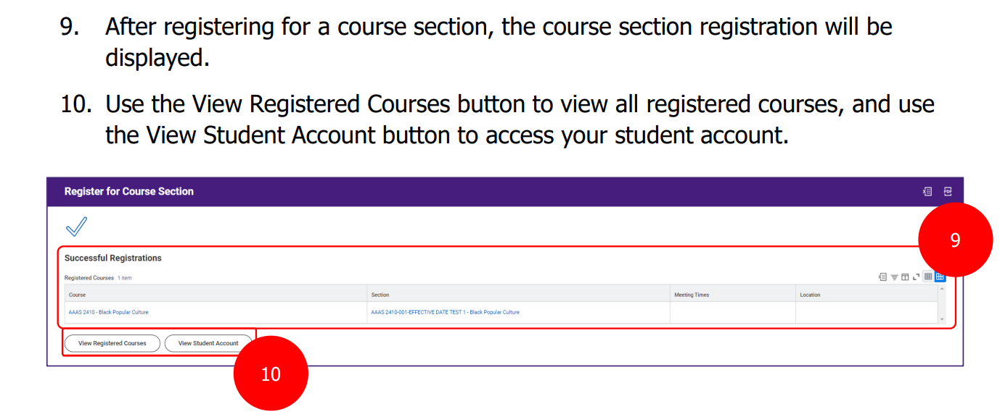 9. After registering for a course section, the course section registration will be
displayed.
10. Use the View Registered Courses button to view all registered courses, and use
the View Student Account button to access your student account.
Register for Course Section
PDF
9
Successful Registrations
Registered Courses 1 item
Course Section Meeting Times Location
AAAS 2410 - Black Popular Culture AAAS 2410-001-EFFECTIVE DATE TEST 1 - Black Popular Culture
View Registered Courses View Student Account
10